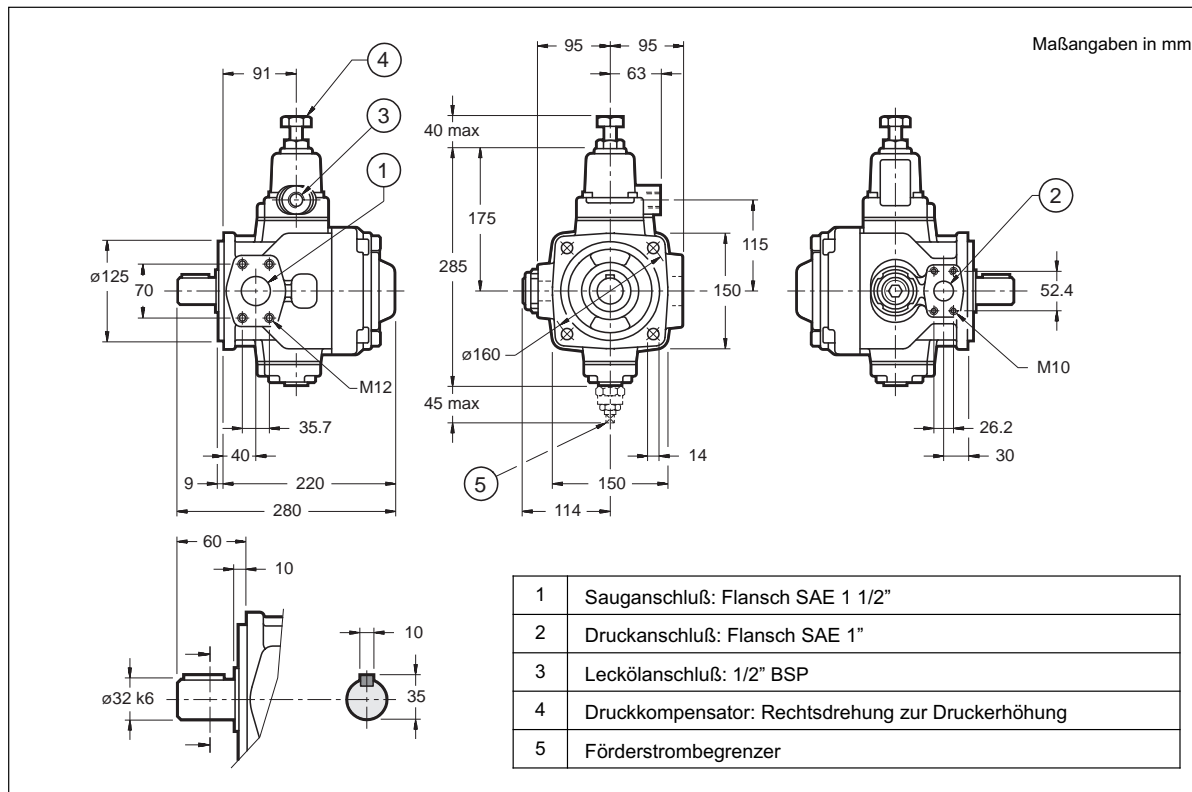 Maßangaben in mm
91
4
3
1
ø125
70
M12
35.7
40
9
220
280
95
95
63
40 max
175
285
115
150
ø160
45 max
14
5
150
114
2
52.4
M10
26.2
30
60
10
ø32 k6
10
35
1 Sauganschluß: Flansch SAE 1 1/2”
2 Druckanschluß: Flansch SAE 1”
3 Leckölanschluß: 1/2” BSP
4 Druckkompensator: Rechtsdrehung zur Druckerhöhung
5 Förderstrombegrenzer